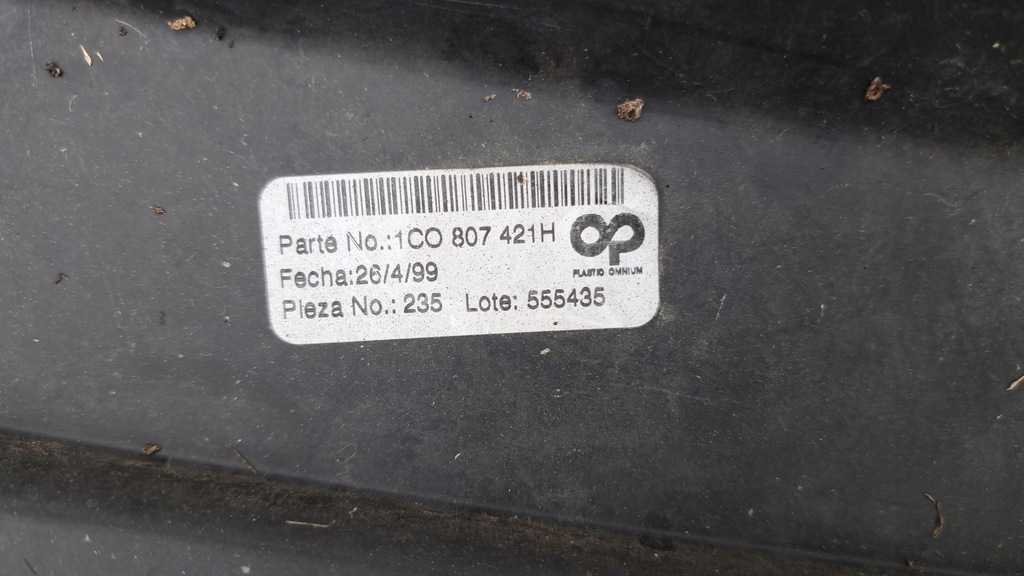 Parte No.:1CO 807 421H
Fecha:26/4/99
Pieza No.: 235 Lote: 555435
PLASTIC OMNIUM